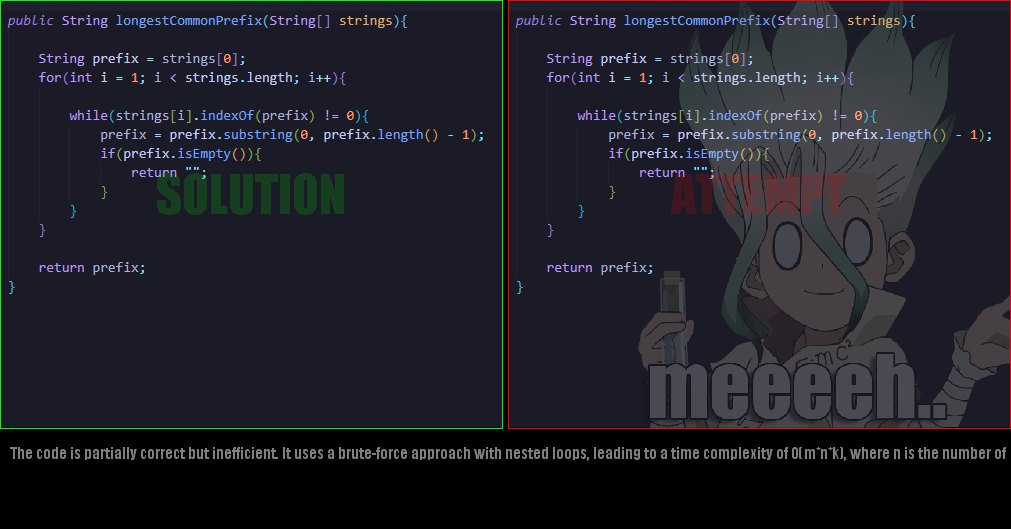 public String longestCommonPrefix(String[] strings){
String prefix = strings[0];
for(int i = 1; i < strings.length; i++){
while(strings[i].indexOf(prefix) != 0){
prefix = prefix.substring(0, prefix.length() - 1);
if(prefix.isEmpty()){
return "";
}
}
}
return prefix;
}
SOLUTION
public String longestCommonPrefix(String[] strings){
String prefix = strings[0];
for(int i = 1; i < strings.length; i++){
while(strings[i].indexOf(prefix) != 0){
prefix = prefix.substring(0, prefix.length() - 1);
if(prefix.isEmpty()){
return "";
}
}
}
return prefix;
}
ATTEMPT
mc²
meeeeh..
The code is partially correct but inefficient. It uses a brute-force approach with nested loops, leading to a time complexity of O(m*n*k), where n is the number of